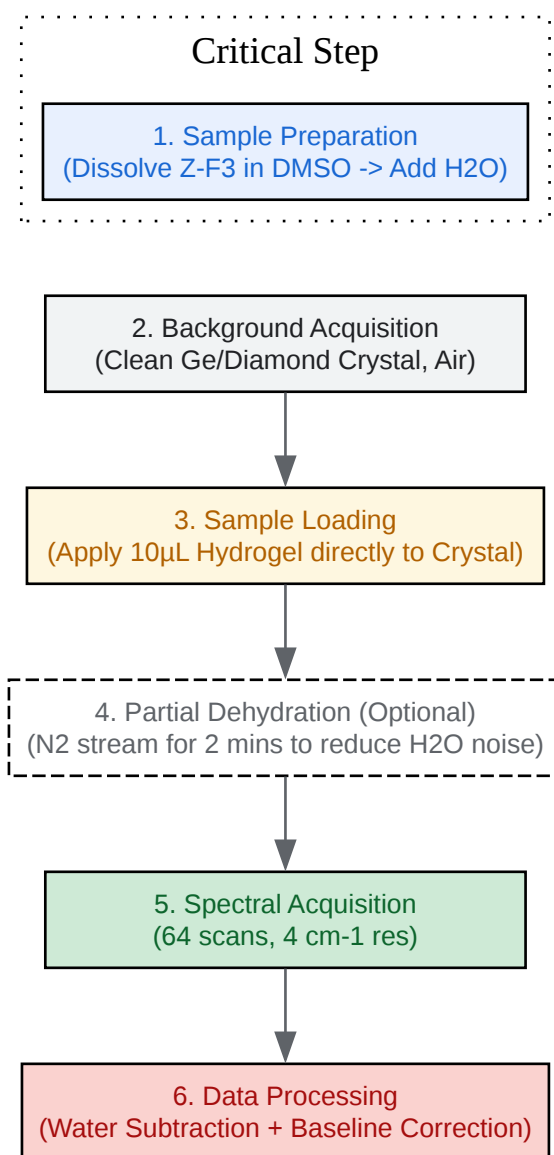 Critical Step
1. Sample Preparation
(Dissolve Z-F3 in DMSO -> Add H2O)
2. Background Acquisition
(Clean Ge/Diamond Crystal, Air)
3. Sample Loading
(Apply 10µL Hydrogel directly to Crystal)
4. Partial Dehydration (Optional)
(N2 stream for 2 mins to reduce H2O noise)
5. Spectral Acquisition
(64 scans, 4 cm-1 res)
6. Data Processing
(Water Subtraction + Baseline Correction)